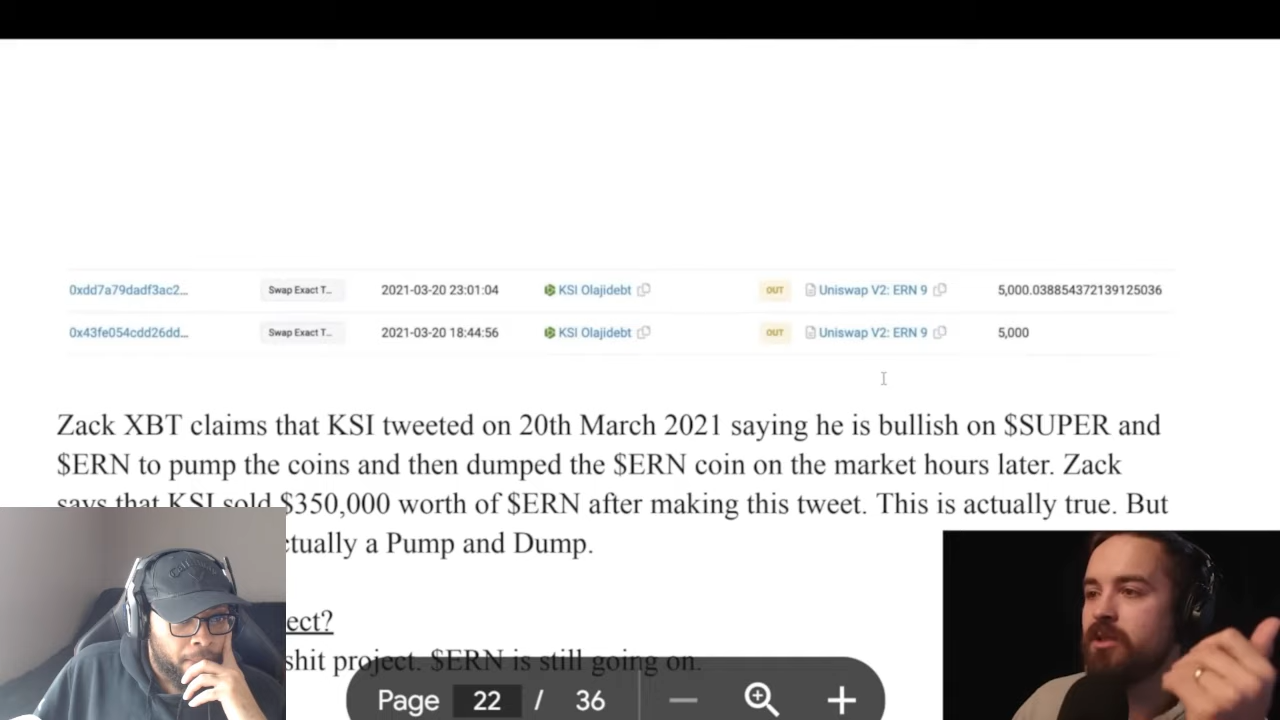 0xdd7a79dadf3ac2... Swap Exact T... 2021-03-20 23:01:04 KSI Olajidebt OUT Uniswap V2: ERN 9 5,000.038854372139125036
0x43fe054cdd26dd... Swap Exact T... 2021-03-20 18:44:56 KSI Olajidebt OUT Uniswap V2: ERN 9 5,000
Zack XBT claims that KSI tweeted on 20th March 2021 saying he is bullish on $SUPER and
$ERN to pump the coins and then dumped the $ERN coin on the market hours later. Zack
says that KSI sold $350,000 worth of $ERN after making this tweet. This is actually true. But
ctually a Pump and Dump.
ect?
shit project. $ERN is still going on.
Page 22 / 36